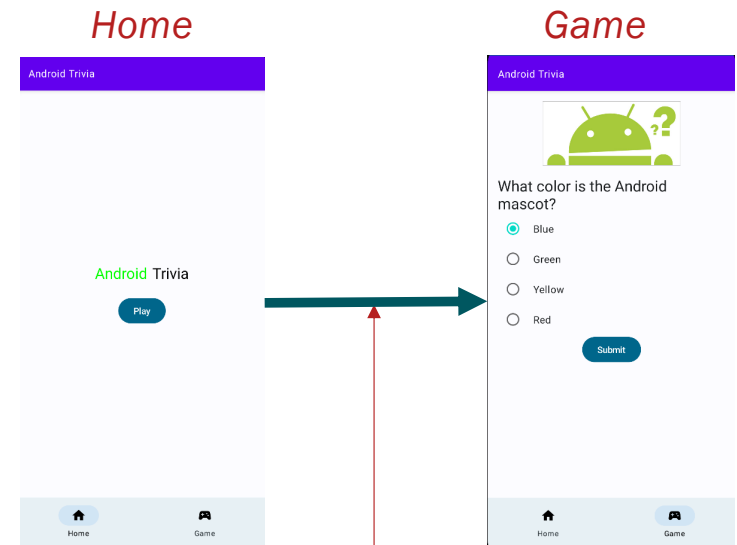 Home
Game
Android Trivia
Android Trivia
Play
Home
Game
Android Trivia
??
What color is the Android
mascot?
Blue
Green
Yellow
Red
Submit
Home
Game